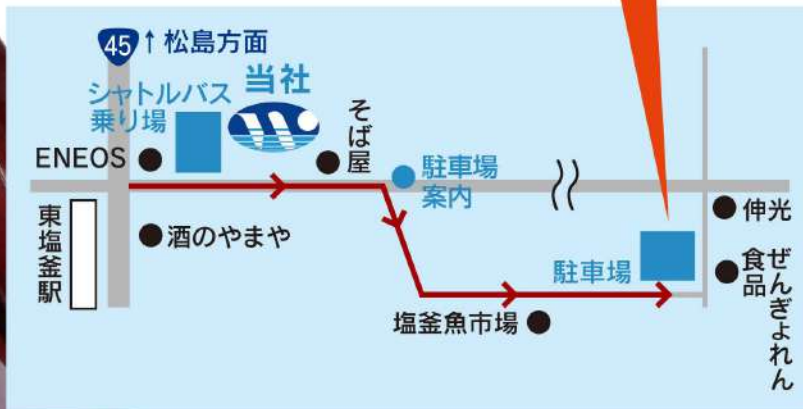 45 ↑松島方面
シャトルバス
乗り場
当社
そば屋
ENEOS
駐車場
案内
東塩釜駅
酒のやまや
伸光
駐車場
ぜんぎょれん
食品
塩釜魚市場